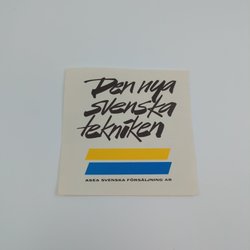 Den nya
svenska
tekniken
ASEA SVENSKA FÖRSÄLJNING AB